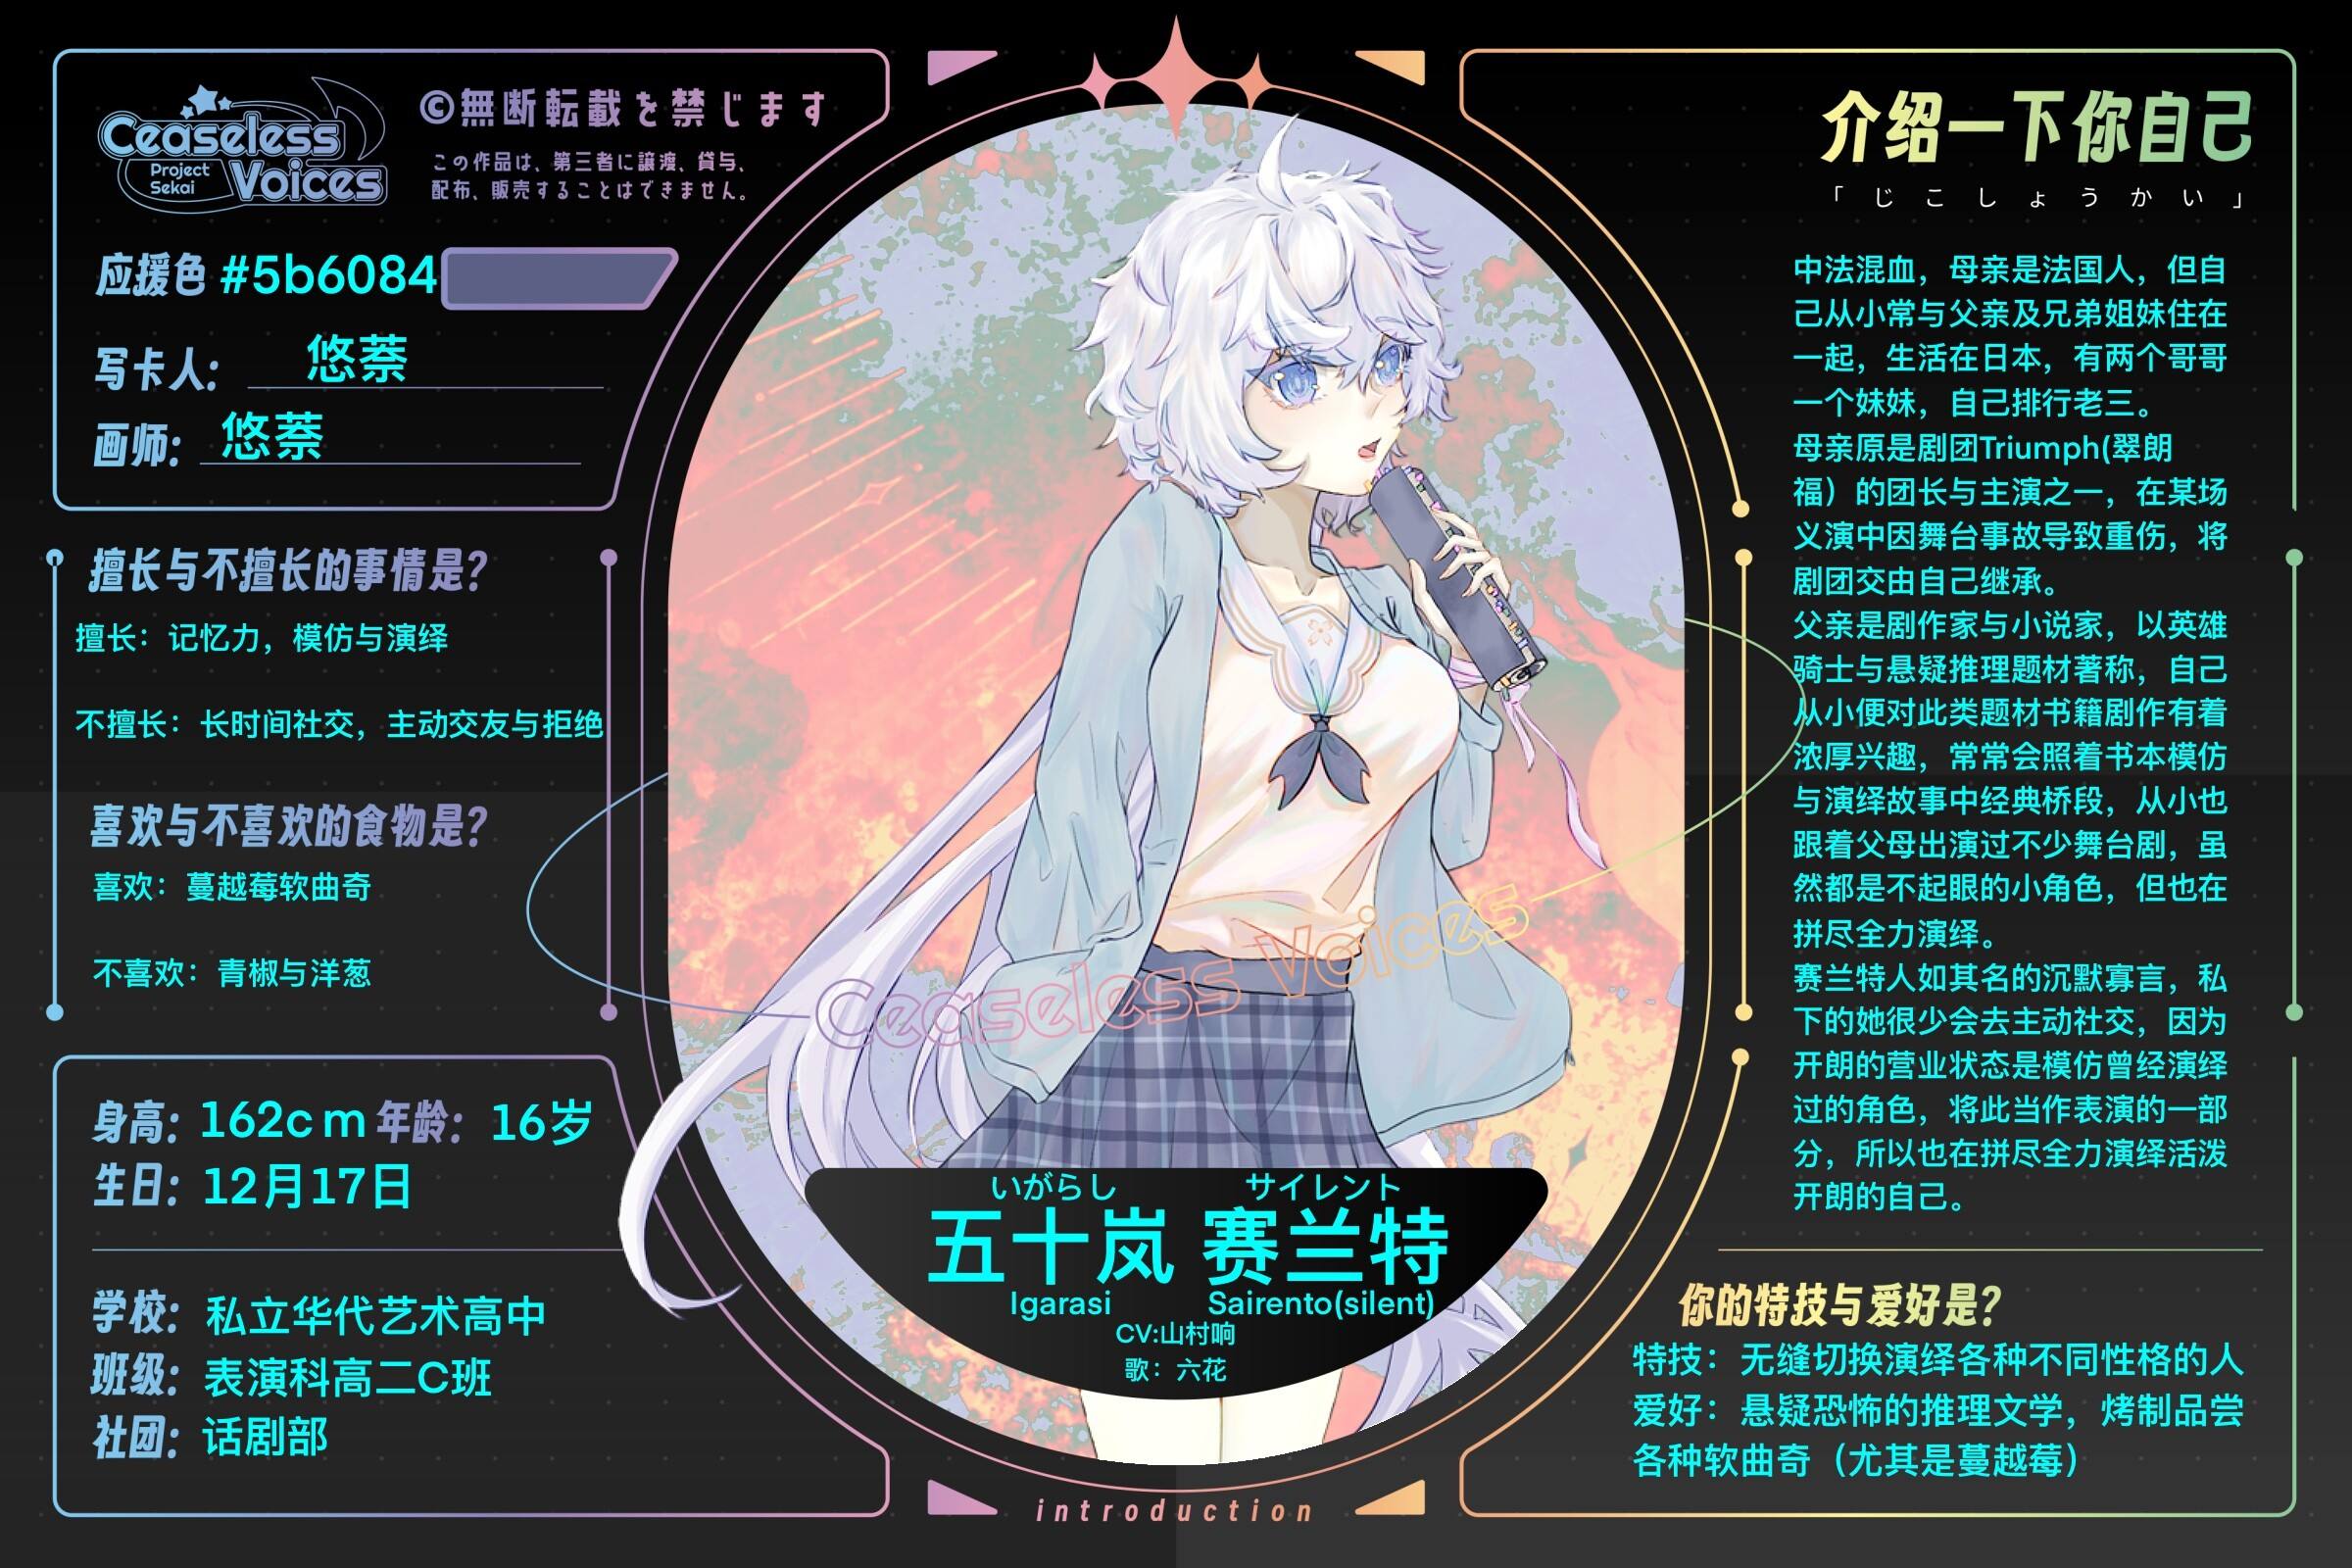 Ceaseless
Project
Sekai
Voices
©無断転載を禁じます
この作品は、第三者に譲渡、貸与、
配布、販売することはできません。
应援色 #5b6084
写卡人: 悠萘
画师: 悠萘
擅长与不擅长的事情是?
擅长：记忆力，模仿与演绎
不擅长：长时间社交，主动交友与拒绝
喜欢与不喜欢的食物是?
喜欢：蔓越莓软曲奇
不喜欢：青椒与洋葱
身高: 162cm 年龄: 16岁
生日: 12月17日
学校: 私立华代艺术高中
班级: 表演科高二C班
社团: 话剧部
Ceaseless Voices
いがらし サイレント
五十岚 赛兰特
Igarasi Sairento(silent)
CV:山村响
歌：六花
introduction
介绍一下你自己
「じこしょうかい」
中法混血，母亲是法国人，但自
己从小常与父亲及兄弟姐妹住在
一起，生活在日本，有两个哥哥
一个妹妹，自己排行老三。
母亲原是剧团Triumph(翠朗
福）的团长与主演之一，在某场
义演中因舞台事故导致重伤，将
剧团交由自己继承。
父亲是剧作家与小说家，以英雄
骑士与悬疑推理题材著称，自己
从小便对此类题材书籍剧作有着
浓厚兴趣，常常会照着书本模仿
与演绎故事中经典桥段，从小也
跟着父母出演过不少舞台剧，虽
然都是不起眼的小角色，但也在
拼尽全力演绎。
赛兰特人如其名的沉默寡言，私
下的她很少会去主动社交，因为
开朗的营业状态是模仿曾经演绎
过的角色，将此当作表演的一部
分，所以也在拼尽全力演绎活泼
开朗的自己。
你的特技与爱好是?
特技：无缝切换演绎各种不同性格的人
爱好：悬疑恐怖的推理文学，烤制品尝
各种软曲奇（尤其是蔓越莓）